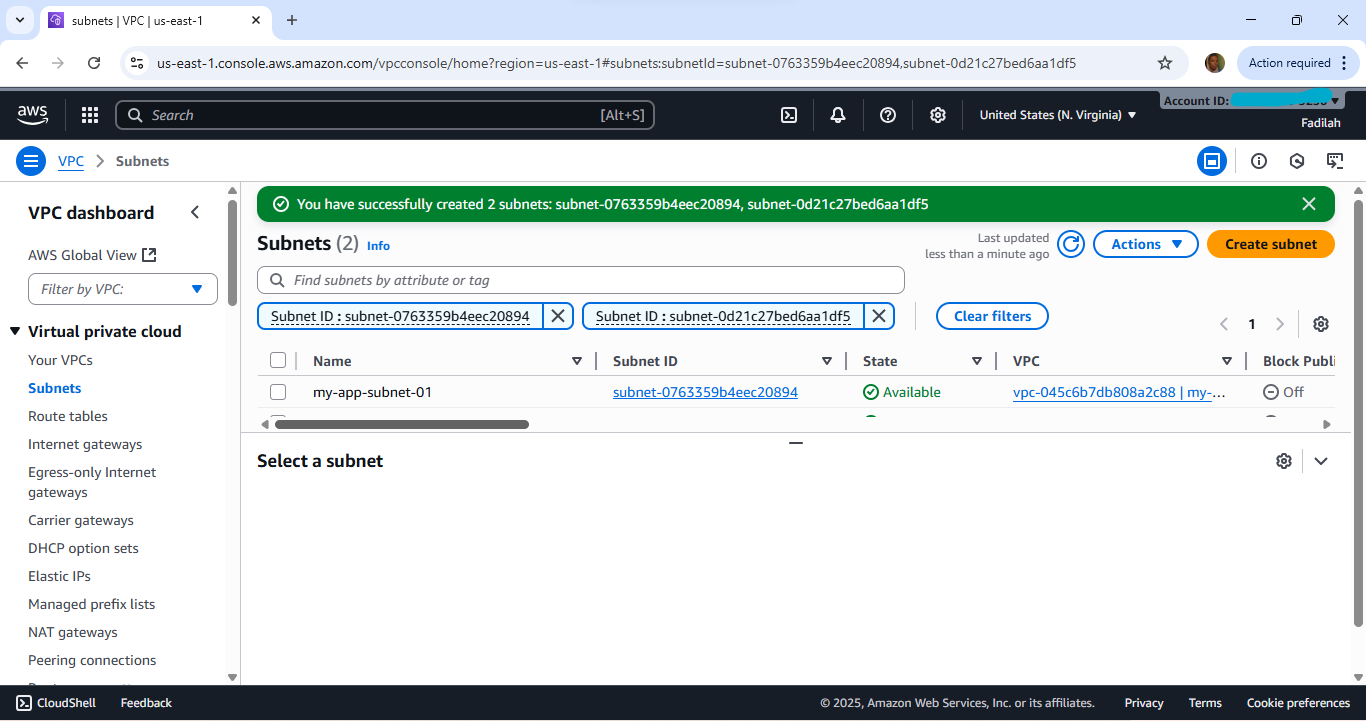 subnets | VPC | us-east-1
us-east-1.console.aws.amazon.com/vpcconsole/home?region=us-east-1#subnets:subnetId=subnet-0763359b4eec20894,subnet-0d21c27bed6aa1df5
Action required
aws
Search
[Alt+S]
United States (N. Virginia)
Account ID:
Fadilah
VPC
Subnets
VPC dashboard
AWS Global View
Filter by VPC:
Virtual private cloud
Your VPCs
Subnets
Route tables
Internet gateways
Egress-only Internet
gateways
Carrier gateways
DHCP option sets
Elastic IPs
Managed prefix lists
NAT gateways
Peering connections
You have successfully created 2 subnets: subnet-0763359b4eec20894, subnet-0d21c27bed6aa1df5
Subnets (2) Info
Last updated
less than a minute ago
Actions
Create subnet
Find subnets by attribute or tag
Subnet ID : subnet-0763359b4eec20894
Subnet ID : subnet-0d21c27bed6aa1df5
Clear filters
1
Name Subnet ID State VPC Block Publi
my-app-subnet-01 subnet-0763359b4eec20894 Available vpc-045c6b7db808a2c88 | my-... Off
Select a subnet
CloudShell Feedback © 2025, Amazon Web Services, Inc. or its affiliates. Privacy Terms Cookie preferences